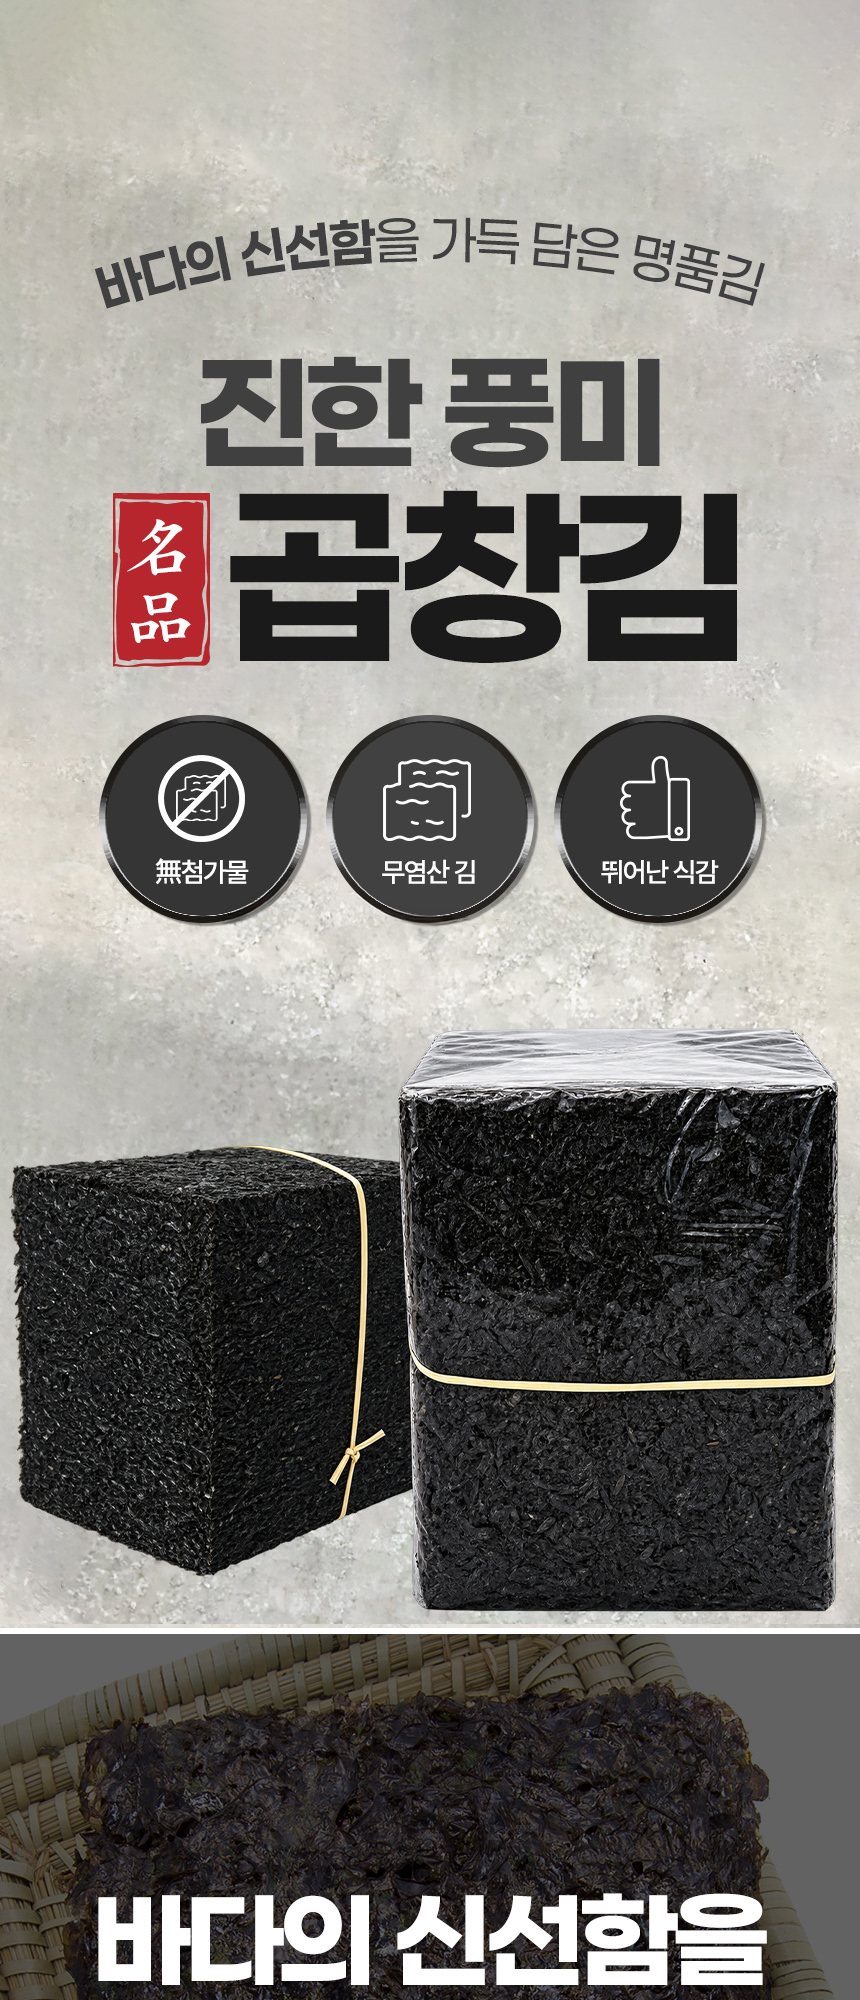 바다의 신선함을 가득 담은 명품김
진한 풍미
名品
곱창김
無첨가물
무염산 김
뛰어난 식감
바다의 신선함을